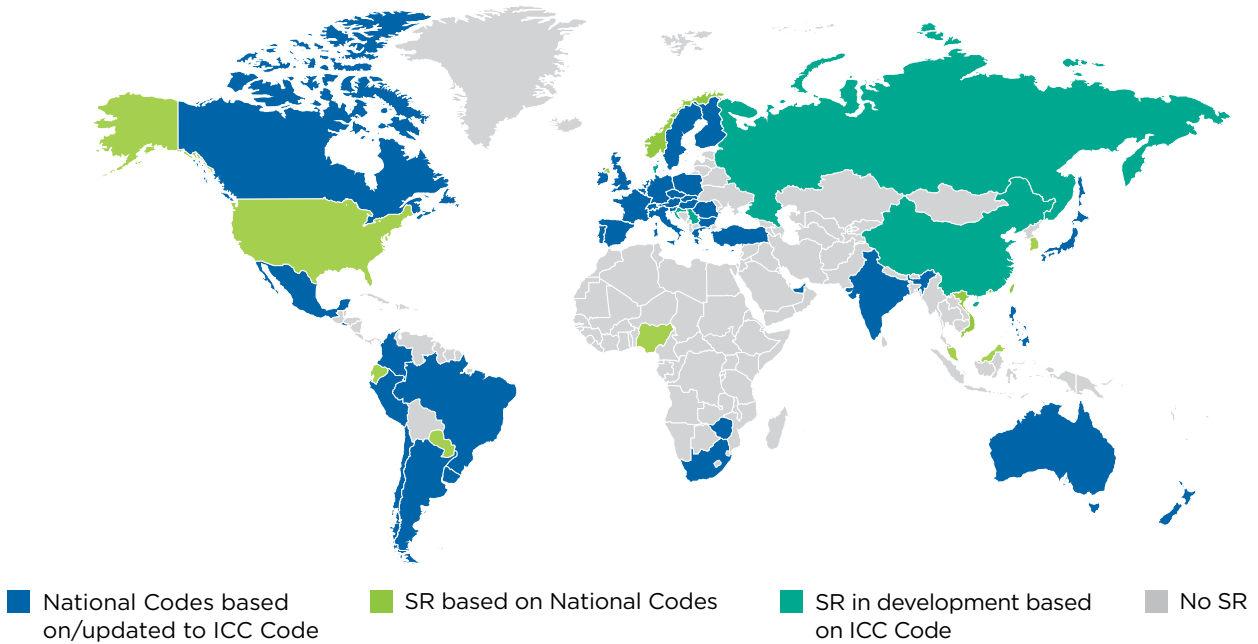 National Codes based
on/updated to ICC Code
SR based on National Codes
SR in development based
on ICC Code
No SR